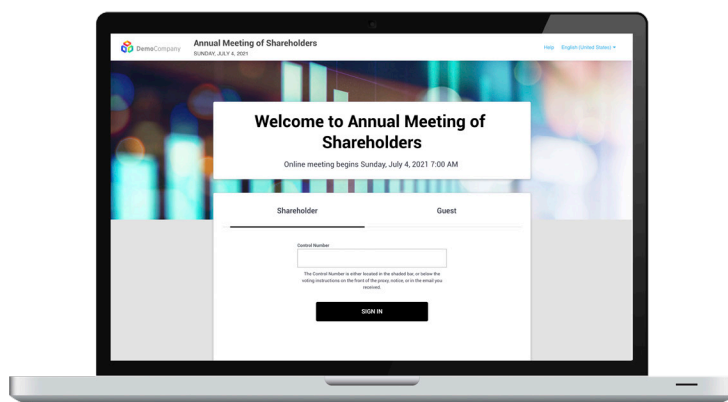 DemoCompany
Annual Meeting of Shareholders
SUNDAY, JULY 4, 2021
Help English (United States)
Welcome to Annual Meeting of
Shareholders
Online meeting begins Sunday, July 4, 2021 7:00 AM
Shareholder Guest
Control Number
The Control Number is either located in the shaded bar, or below the
voting instructions on the front of the proxy, notice, or in the email you
received.
SIGN IN